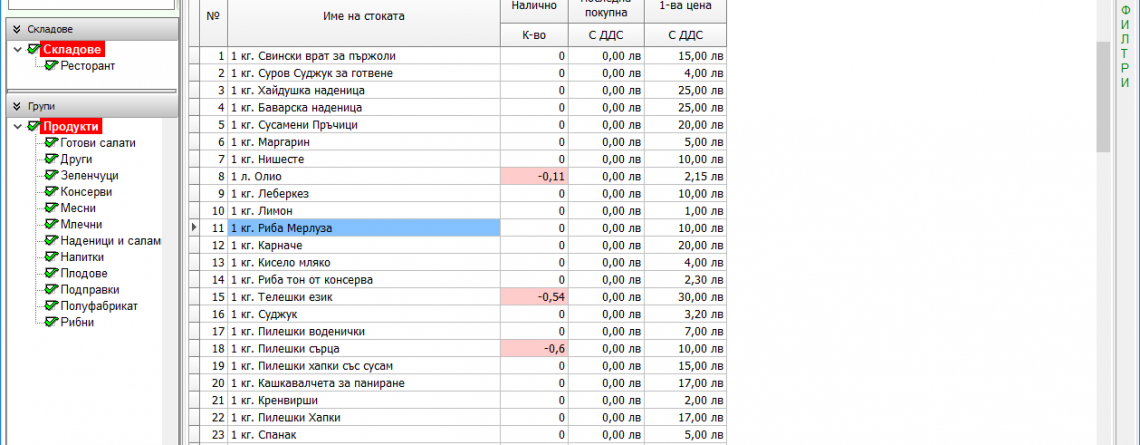 Складове
Складове
Ресторант
Групи
Продукти
Готови салати
Други
Зеленчуци
Консерви
Месни
Млечни
Наденици и салам
Напитки
Плодове
Подправки
Полуфабрикат
Рибни
№ Име на стоката Налично Последна покупна 1-ва цена
К-во С ДДС С ДДС
1 1 кг. Свински врат за пържоли 0 0,00 лв 15,00 лв
2 1 кг. Суров Суджук за готвене 0 0,00 лв 4,00 лв
3 1 кг. Хайдушка наденица 0 0,00 лв 25,00 лв
4 1 кг. Баварска наденица 0 0,00 лв 25,00 лв
5 1 кг. Сусамени Пръчици 0 0,00 лв 20,00 лв
6 1 кг. Маргарин 0 0,00 лв 5,00 лв
7 1 кг. Нишесте 0 0,00 лв 10,00 лв
8 1 л. Олио -0,11 0,00 лв 2,15 лв
9 1 кг. Леберкез 0 0,00 лв 10,00 лв
10 1 кг. Лимон 0 0,00 лв 1,00 лв
11 1 кг. Риба Мерлуза 0 0,00 лв 10,00 лв
12 1 кг. Карначе 0 0,00 лв 20,00 лв
13 1 кг. Кисело мляко 0 0,00 лв 4,00 лв
14 1 кг. Риба тон от консерва 0 0,00 лв 2,30 лв
15 1 кг. Телешки език -0,54 0,00 лв 30,00 лв
16 1 кг. Суджук 0 0,00 лв 3,20 лв
17 1 кг. Пилешки воденички 0 0,00 лв 7,00 лв
18 1 кг. Пилешки сърца -0,6 0,00 лв 10,00 лв
19 1 кг. Пилешки хапки със сусам 0 0,00 лв 15,00 лв
20 1 кг. Кашкавалчета за паниране 0 0,00 лв 17,00 лв
21 1 кг. Кренвирши 0 0,00 лв 2,00 лв
22 1 кг. Пилешки Хапки 0 0,00 лв 17,00 лв
23 1 кг. Спанак 0 0,00 лв 5,00 лв
ФИЛТРИ